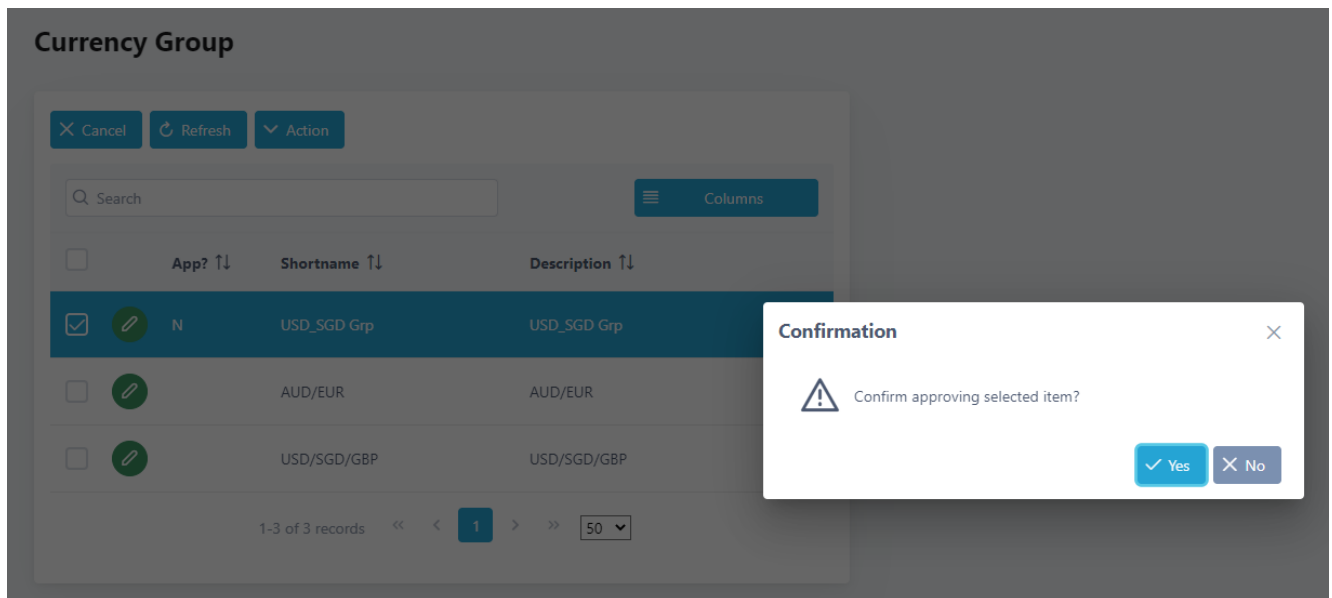 Currency Group
Cancel Refresh Action
Search Columns
App? Shortname Description
N USD_SGD Grp USD_SGD Grp
Confirmation
Confirm approving selected item?
Yes No
AUD/EUR AUD/EUR
USD/SGD/GBP USD/SGD/GBP
1-3 of 3 records « < 1 > » 50